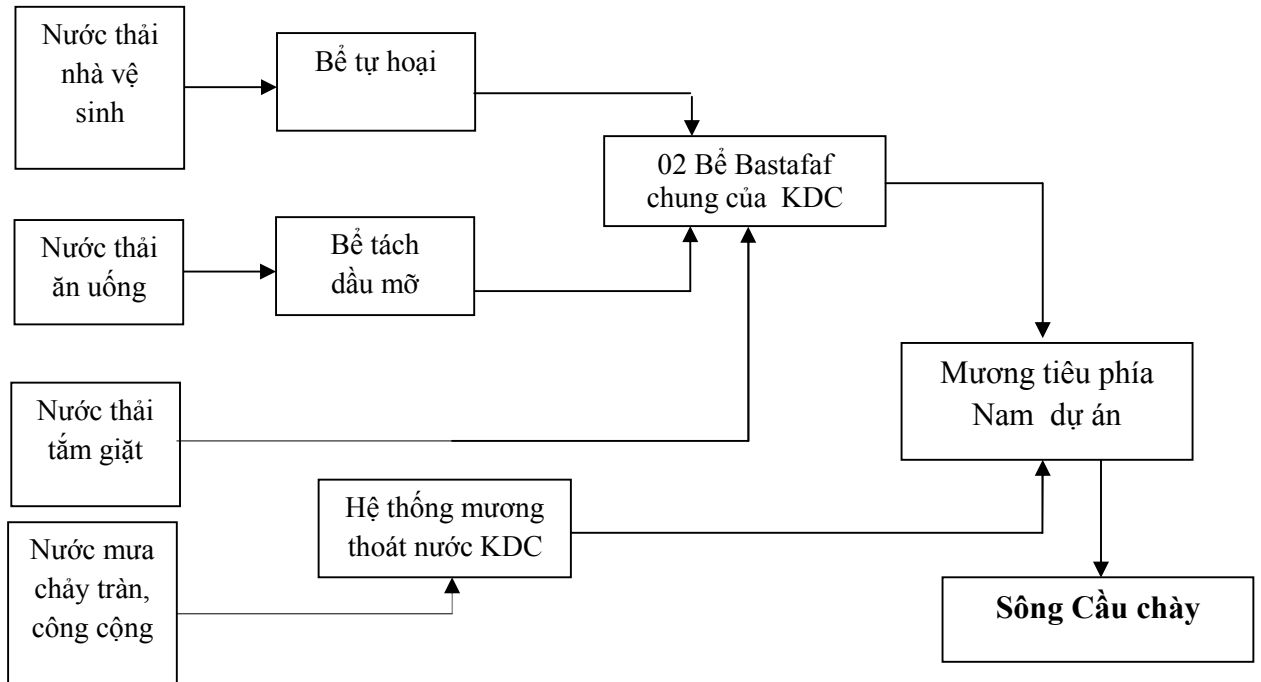 Nước thải
nhà vệ
sinh
Bể tự hoại
02 Bể Bastafaf
chung của KDC
Nước thải
ăn uống
Bể tách
dầu mỡ
Mương tiêu phía
Nam dự án
Nước thải
tắm giặt
Hệ thống mương
thoát nước KDC
Nước mưa
chảy tràn,
công cộng
Sông Cầu chày